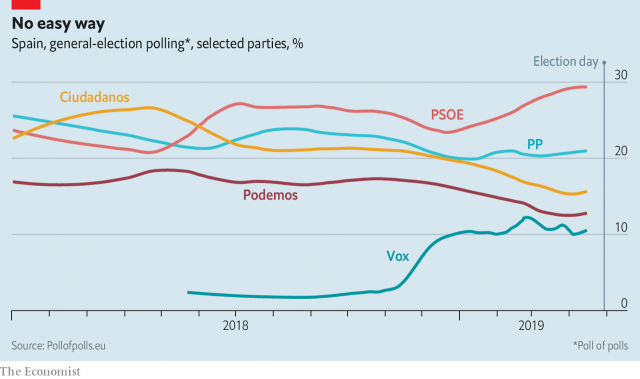 No easy way
Spain, general-election polling*, selected parties, %
Election day
30
Ciudadanos
PSOE
PP
20
Podemos
10
Vox
0
2018
2019
Source: Pollofpolls.eu
*Poll of polls
The Economist